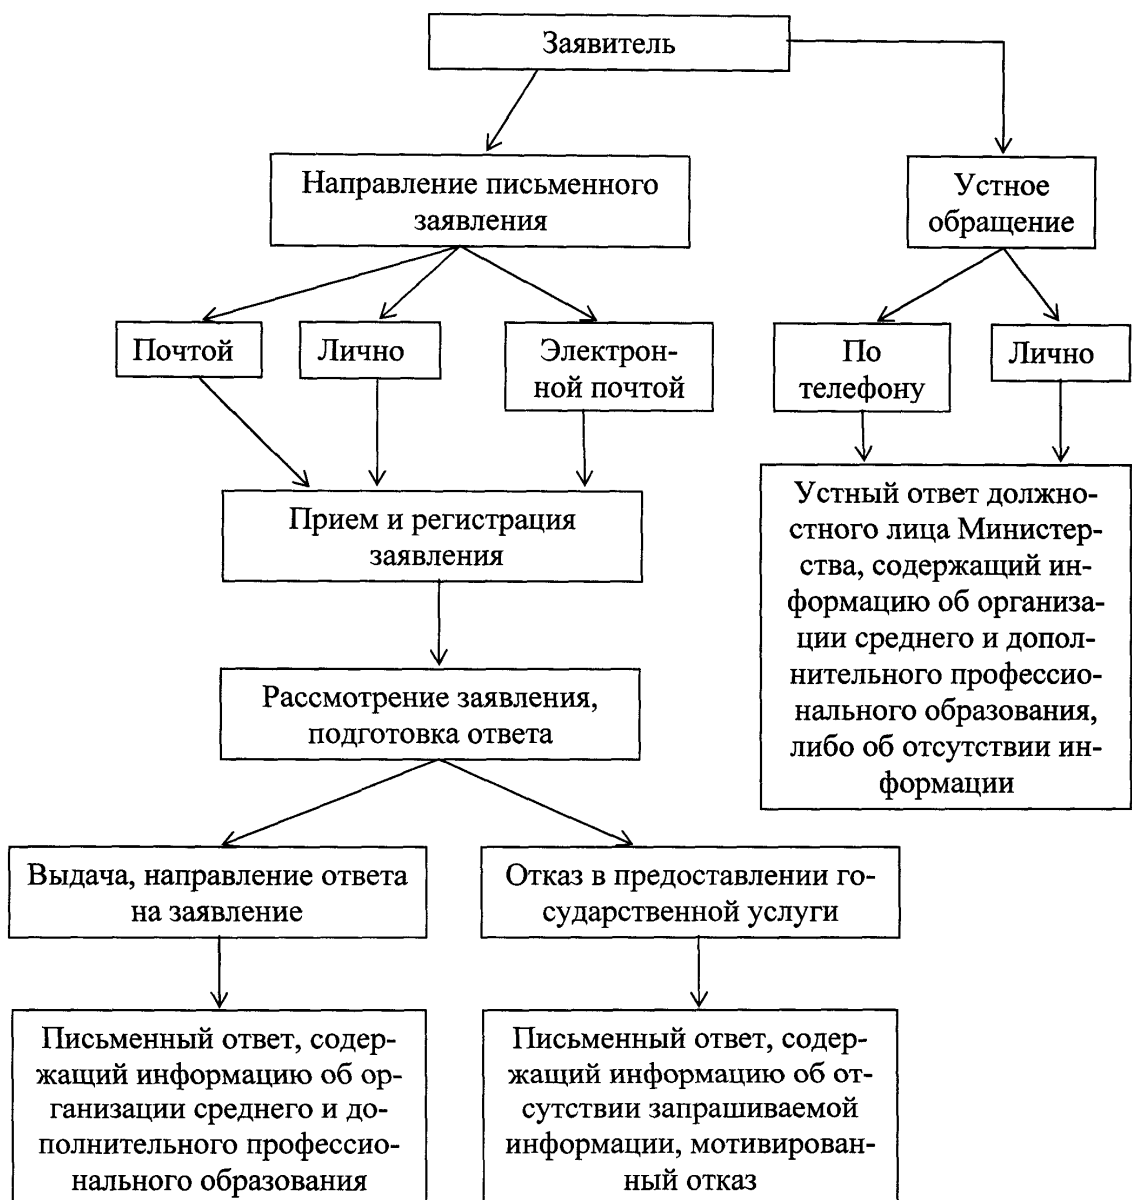 Заявитель
Направление письменного
заявления
Устное
обращение
Почтой
Лично
Электрон-
ной почтой
По
телефону
Лично
Прием и регистрация
заявления
Устный ответ должно-
стного лица Министер-
ства, содержащий ин-
формацию об организа-
ции среднего и допол-
нительного профессио-
нального образования,
либо об отсутствии ин-
формации
Рассмотрение заявления,
подготовка ответа
Выдача, направление ответа
на заявление
Отказ в предоставлении го-
сударственной услуги
Письменный ответ, содер-
жащий информацию об ор-
ганизации среднего и до-
полнительного профессио-
нального образования
Письменный ответ, содер-
жащий информацию об от-
сутствии запрашиваемой
информации, мотивирован-
ный отказ